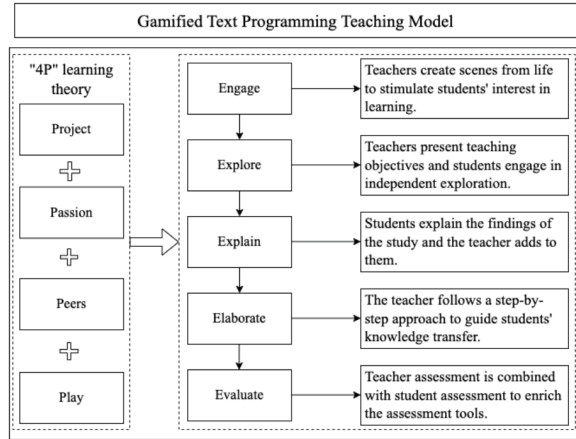 Gamified Text Programming Teaching Model
"4P" learning
theory
Project
Passion
Peers
Play
Engage
Teachers create scenes from life
to stimulate students' interest in
learning.
Explore
Teachers present teaching
objectives and students engage in
independent exploration.
Explain
Students explain the findings of
the study and the teacher adds to
them.
Elaborate
The teacher follows a step-by-
step approach to guide students'
knowledge transfer.
Evaluate
Teacher assessment is combined
with student assessment to enrich
the assessment tools.